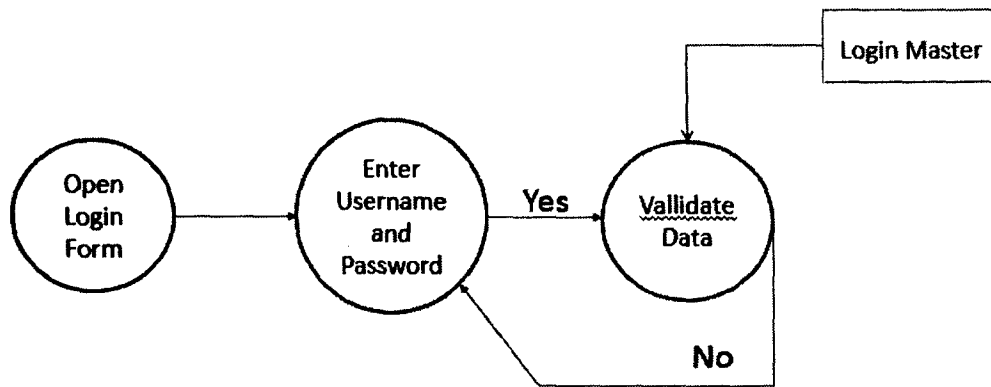 Login Master
Open
Login
Form
Enter
Username
and
Password
Yes
Vallidate
Data
No